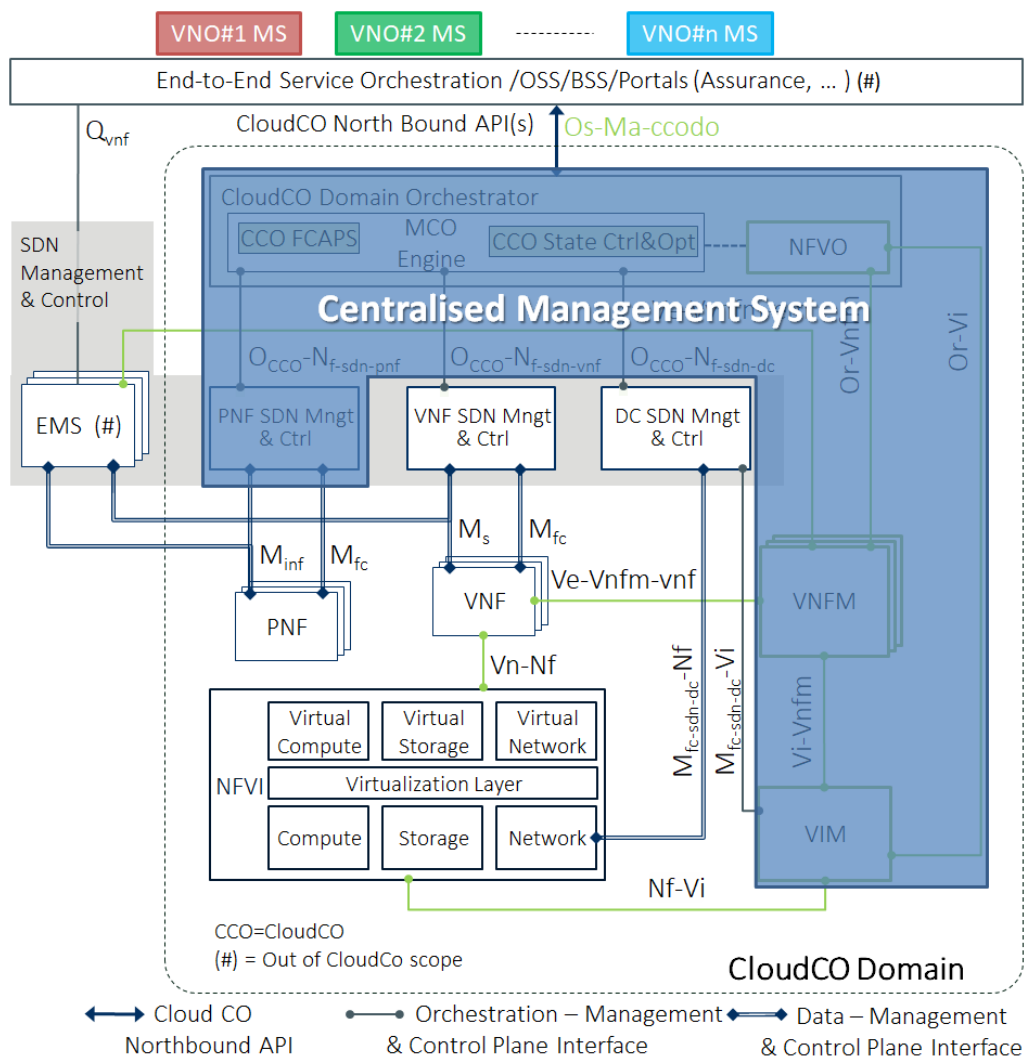 VNO#1 MS
VNO#2 MS
VNO#n MS
End-to-End Service Orchestration /OSS/BSS/Portals (Assurance, ... ) (#)
Qvnf
CloudCO North Bound API(s)
Os-Ma-ccodo
CloudCO Domain Orchestrator
CCO FCAPS
MCO
Engine
CCO State Ctrl&Opt
NFVO
SDN
Management
& Control
Centralised Management System
Or-Vnfm
Or-Vi
OCCO-Nf-sdn-pnf
OCCO-Nf-sdn-vnf
OCCO-Nf-sdn-dc
EMS (#)
PNF SDN Mngt
& Ctrl
VNF SDN Mngt
& Ctrl
DC SDN Mngt
& Ctrl
Minf
Mfc
Ms
Mfc
Ve-Vnfm-vnf
PNF
VNF
VNFM
Vn-Nf
Mfc-sdn-dc-Nf
Mfc-sdn-dc-Vi
Vi-Vnfm
NFVI
Virtual
Compute
Virtual
Storage
Virtual
Network
Virtualization Layer
Compute
Storage
Network
VIM
Nf-Vi
CCO=CloudCO
(#) = Out of CloudCo scope
CloudCO Domain
Cloud CO
Northbound API
Orchestration – Management
& Control Plane Interface
Data – Management
& Control Plane Interface